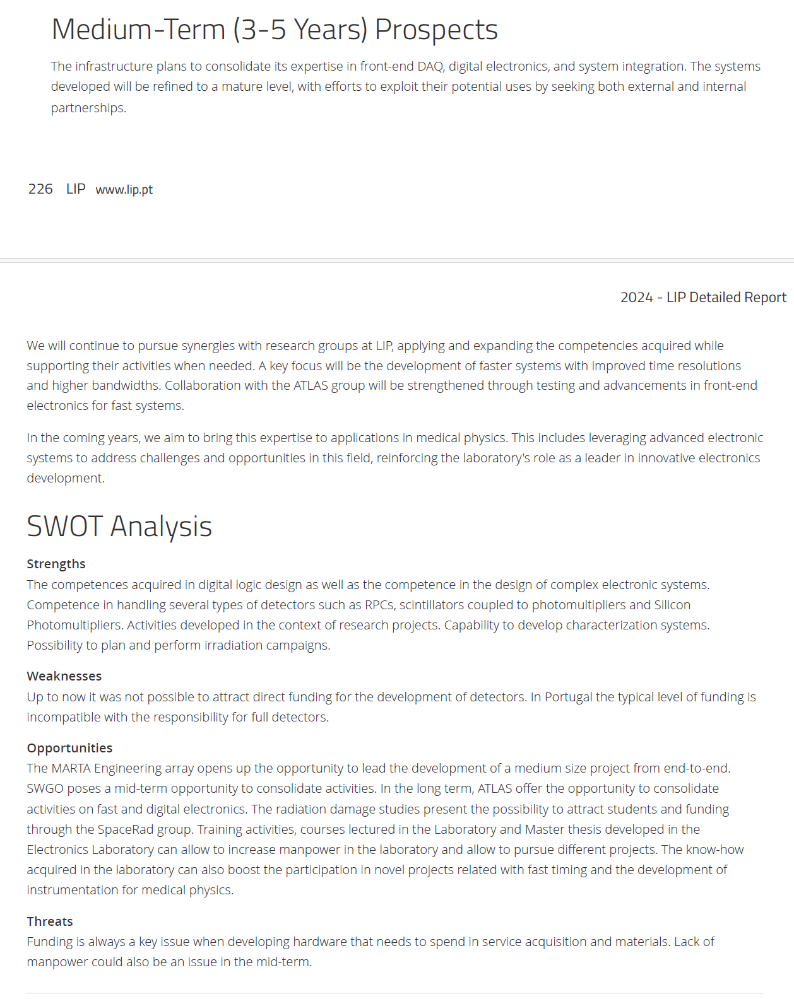 Medium-Term (3-5 Years) Prospects
The infrastructure plans to consolidate its expertise in front-end DAQ, digital electronics, and system integration. The systems
developed will be refined to a mature level, with efforts to exploit their potential uses by seeking both external and internal
partnerships.
226 LIP www.lip.pt
2024 - LIP Detailed Report
We will continue to pursue synergies with research groups at LIP, applying and expanding the competencies acquired while
supporting their activities when needed. A key focus will be the development of faster systems with improved time resolutions
and higher bandwidths. Collaboration with the ATLAS group will be strengthened through testing and advancements in front-end
electronics for fast systems.
In the coming years, we aim to bring this expertise to applications in medical physics. This includes leveraging advanced electronic
systems to address challenges and opportunities in this field, reinforcing the laboratory's role as a leader in innovative electronics
development.
SWOT Analysis
Strengths
The competences acquired in digital logic design as well as the competence in the design of complex electronic systems.
Competence in handling several types of detectors such as RPCs, scintillators coupled to photomultipliers and Silicon
Photomultipliers. Activities developed in the context of research projects. Capability to develop characterization systems.
Possibility to plan and perform irradiation campaigns.
Weaknesses
Up to now it was not possible to attract direct funding for the development of detectors. In Portugal the typical level of funding is
incompatible with the responsibility for full detectors.
Opportunities
The MARTA Engineering array opens up the opportunity to lead the development of a medium size project from end-to-end.
SWGO poses a mid-term opportunity to consolidate activities. In the long term, ATLAS offer the opportunity to consolidate
activities on fast and digital electronics. The radiation damage studies present the possibility to attract students and funding
through the SpaceRad group. Training activities, courses lectured in the Laboratory and Master thesis developed in the
Electronics Laboratory can allow to increase manpower in the laboratory and allow to pursue different projects. The know-how
acquired in the laboratory can also boost the participation in novel projects related with fast timing and the development of
instrumentation for medical physics.
Threats
Funding is always a key issue when developing hardware that needs to spend in service acquisition and materials. Lack of
manpower could also be an issue in the mid-term.